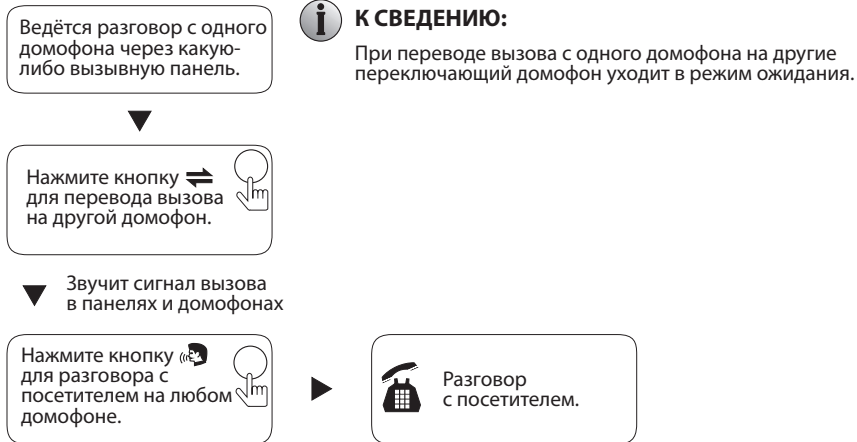 Ведётся разговор с одного
домофона через какую-
либо вызывную панель.
К СВЕДЕНИЮ:
При переводе вызова с одного домофона на другие
переключающий домофон уходит в режим ожидания.
Нажмите кнопку ⇌
для перевода вызова
на другой домофон.
Звучит сигнал вызова
в панелях и домофонах
Нажмите кнопку
для разговора с
посетителем на любом
домофоне.
Разговор
с посетителем.